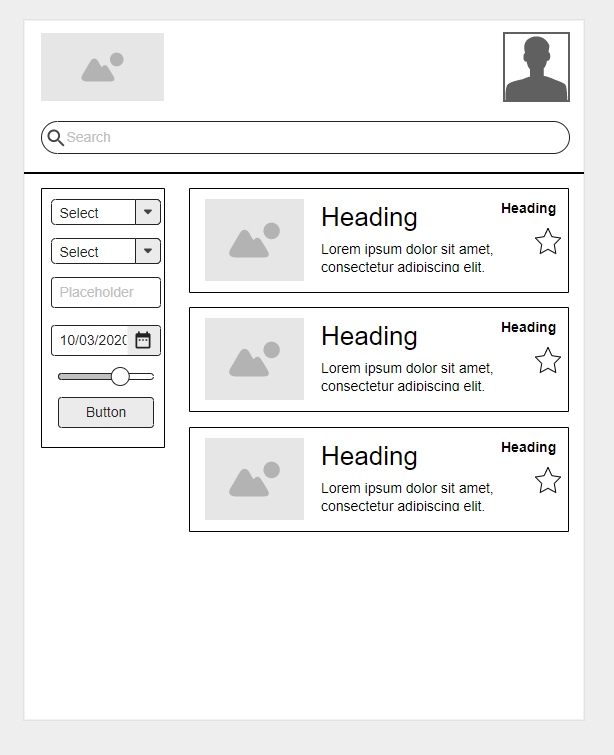 Search
Select
Select
Placeholder
10/03/2020
Button
Heading
Heading
Lorem ipsum dolor sit amet,
consectetur adipiscing elit.
Heading
Heading
Lorem ipsum dolor sit amet,
consectetur adipiscing elit.
Heading
Heading
Lorem ipsum dolor sit amet,
consectetur adipiscing elit.